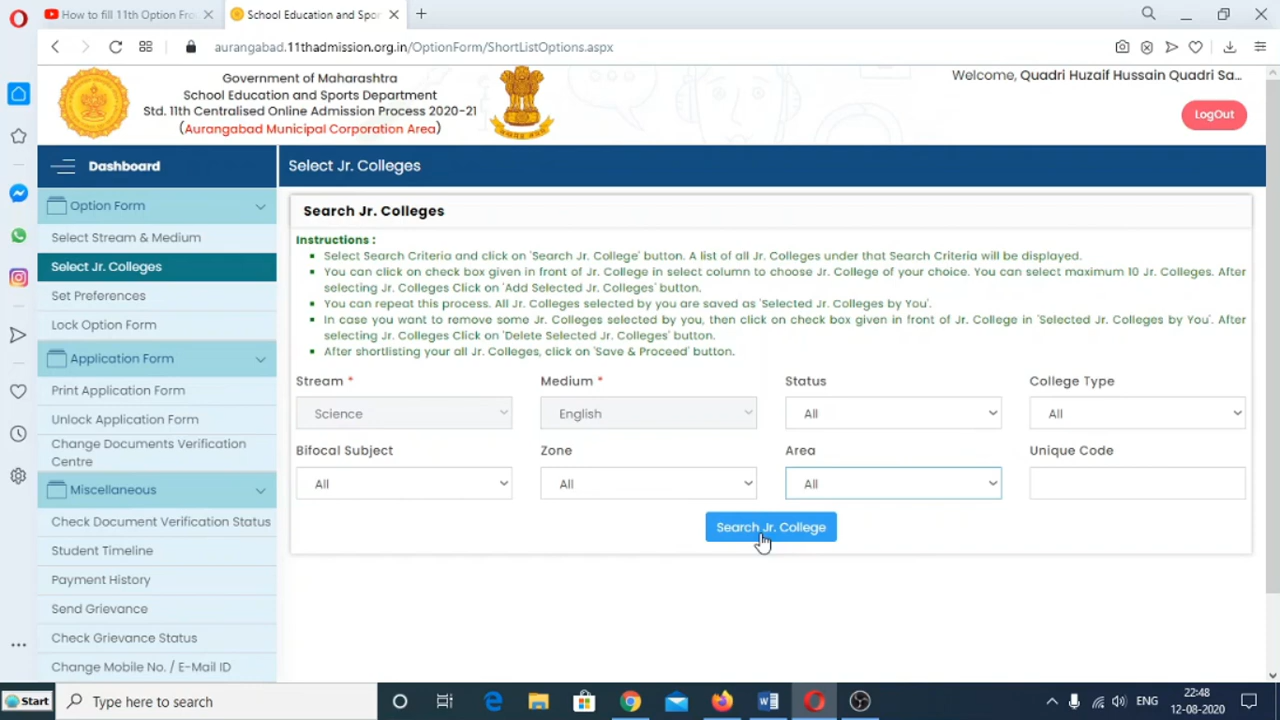 How to fill 11th Option Fro
School Education and Spor
aurangabad.11thadmission.org.in/OptionForm/ShortListOptions.aspx
Government of Maharashtra
School Education and Sports Department
Std. 11th Centralised Online Admission Process 2020-21
(Aurangabad Municipal Corporation Area)
Welcome, Quadri Huzaif Hussain Quadri Sa...
LogOut
Dashboard
Option Form
Select Stream & Medium
Select Jr. Colleges
Set Preferences
Lock Option Form
Application Form
Print Application Form
Unlock Application Form
Change Documents Verification
Centre
Miscellaneous
Check Document Verification Status
Student Timeline
Payment History
Send Grievance
Check Grievance Status
Change Mobile No. / E-Mail ID
Select Jr. Colleges
Search Jr. Colleges
Instructions :
Select Search Criteria and click on 'Search Jr. College' button. A list of all Jr. Colleges under that Search Criteria will be displayed.
You can click on check box given in front of Jr. College in select column to choose Jr. College of your choice. You can select maximum 10 Jr. Colleges. After
selecting Jr. Colleges Click on 'Add Selected Jr. Colleges' button.
You can repeat this process. All Jr. Colleges selected by you are saved as 'Selected Jr. Colleges by You'.
In case you want to remove some Jr. Colleges selected by you, then click on check box given in front of Jr. College in 'Selected Jr. Colleges by You'. After
selecting Jr. Colleges Click on 'Delete Selected Jr. Colleges' button.
After shortlisting your all Jr. Colleges, click on 'Save & Proceed' button.
Stream * Medium * Status College Type
Science English All All
Bifocal Subject Zone Area Unique Code
All All All
Search Jr. College
Start Type here to search ENG 22:48
12-08-2020